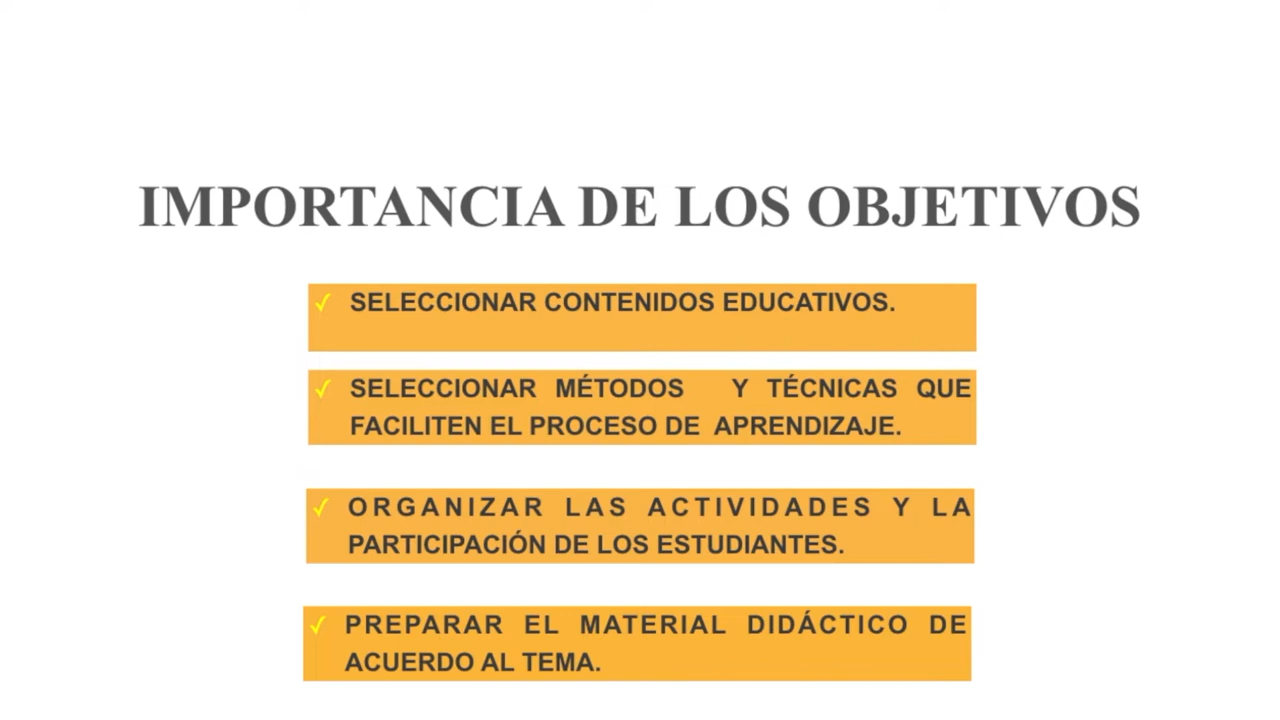 IMPORTANCIA DE LOS OBJETIVOS
✓ SELECCIONAR CONTENIDOS EDUCATIVOS.
✓ SELECCIONAR MÉTODOS Y TÉCNICAS QUE
FACILITEN EL PROCESO DE APRENDIZAJE.
✓ ORGANIZAR LAS ACTIVIDADES Y LA
PARTICIPACIÓN DE LOS ESTUDIANTES.
✓ PREPARAR EL MATERIAL DIDÁCTICO DE
ACUERDO AL TEMA.